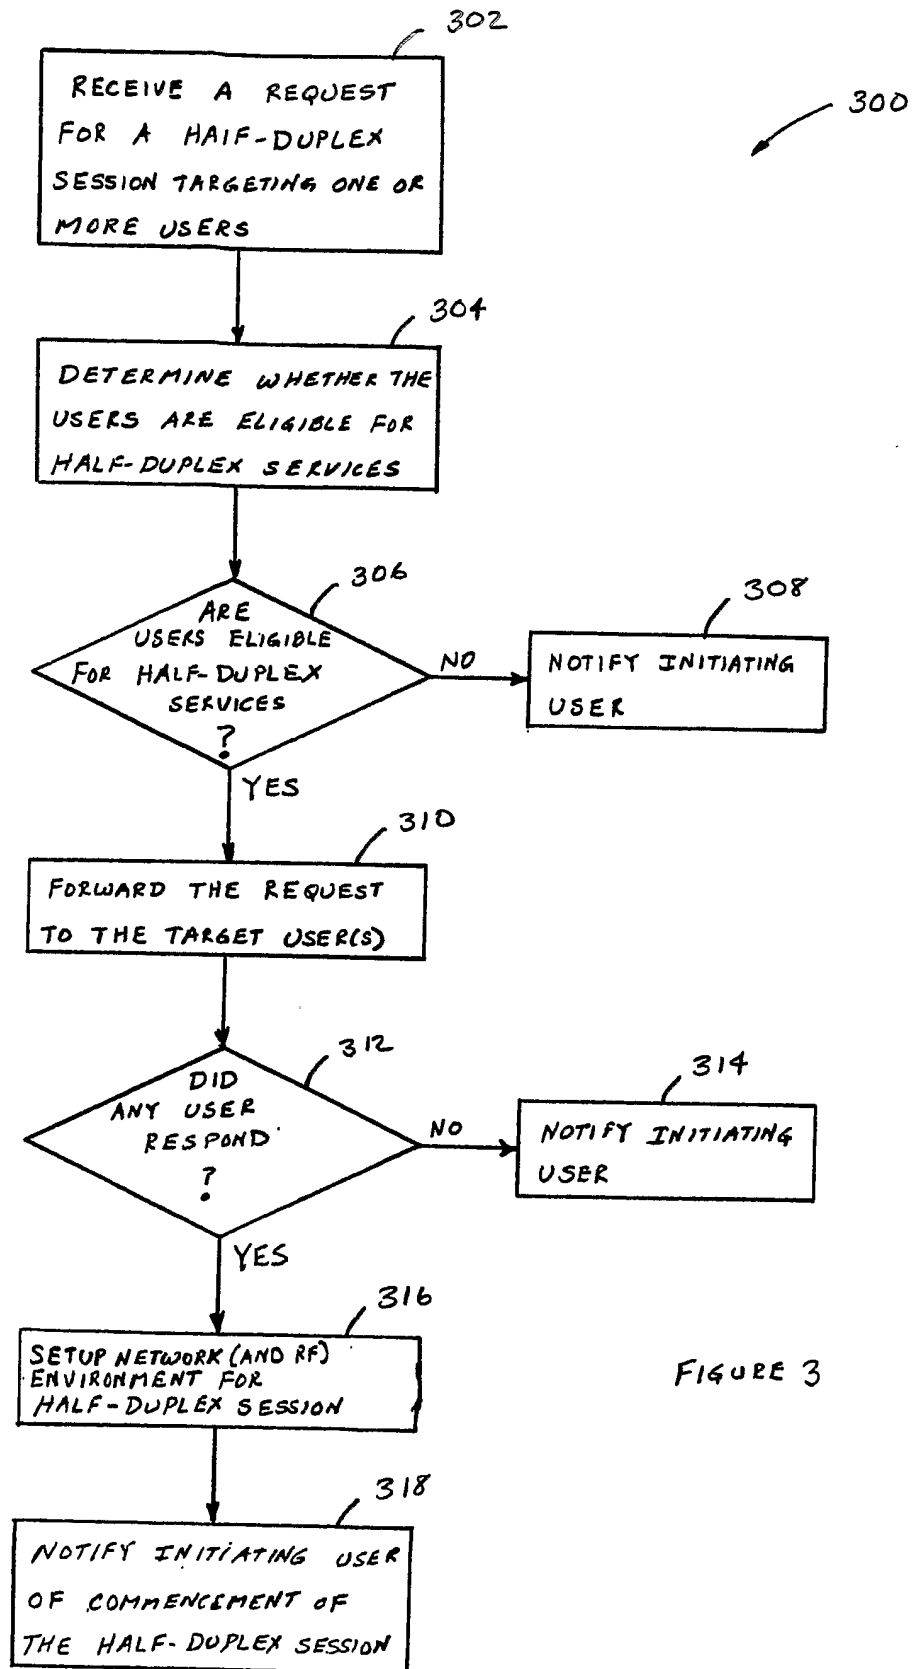 302
300
RECEIVE A REQUEST
FOR A HAIF-DUPLEX
SESSION TARGETING ONE OR
MORE USERS
304
DETERMINE WHETHER THE
USERS ARE ELIGIBLE FOR
HALF-DUPLEX SERVICES
306
ARE
USERS ELIGIBLE
FOR HALF-DUPLEX
SERVICES
?
NO
308
NOTIFY INITIATING
USER
YES
310
FORWARD THE REQUEST
TO THE TARGET USER(S)
312
DID
ANY USER
RESPOND
?
NO
314
NOTIFY INITIATING
USER
YES
316
SETUP NETWORK (AND RF)
ENVIRONMENT FOR
HALF-DUPLEX SESSION
FIGURE 3
318
NOTIFY INITIATING USER
OF COMMENCEMENT OF
THE HALF-DUPLEX SESSION